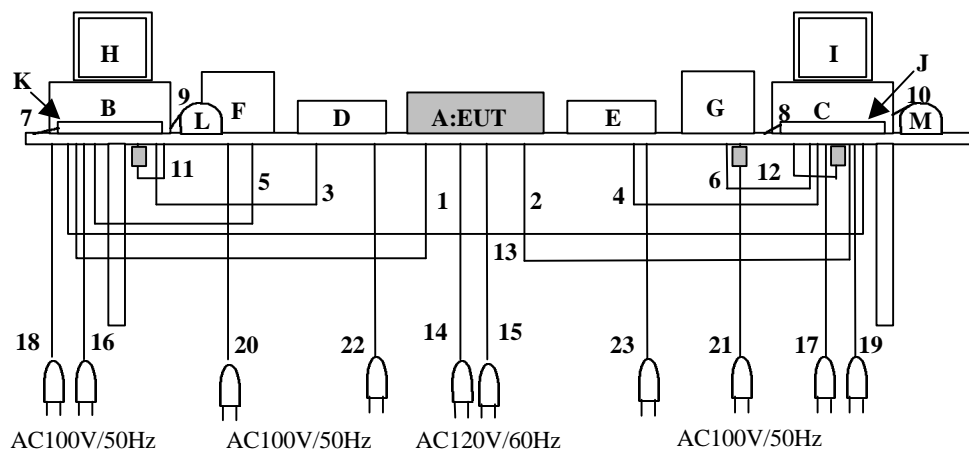 H I
K J
7 B 9 F D A:EUT E G 8 C 10
L M
11 5 3 1 2 4 6 12
13
18 16 20 22 14 15 23 21 17 19
AC100V/50Hz AC100V/50Hz AC120V/60Hz AC100V/50Hz